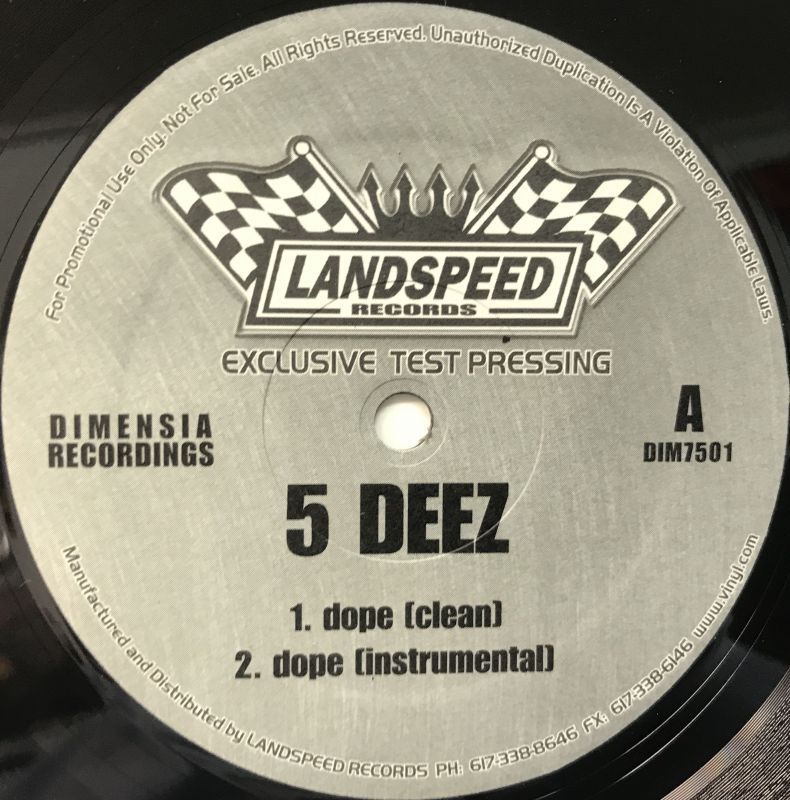 For Promotional Use Only. Not For Sale. All Rights Reserved. Unauthorized Duplication Is A Violation Of Applicable Laws.
LANDSPEED
RECORDS
EXCLUSIVE TEST PRESSING
DIMENSIA
RECORDINGS
A
DIM7501
5 DEEZ
1. dope (clean)
2. dope (instrumental)
Manufactured and Distributed by LANDSPEED RECORDS PH: 617-338-8646 FX: 617-338-6146 www.vinyl.com